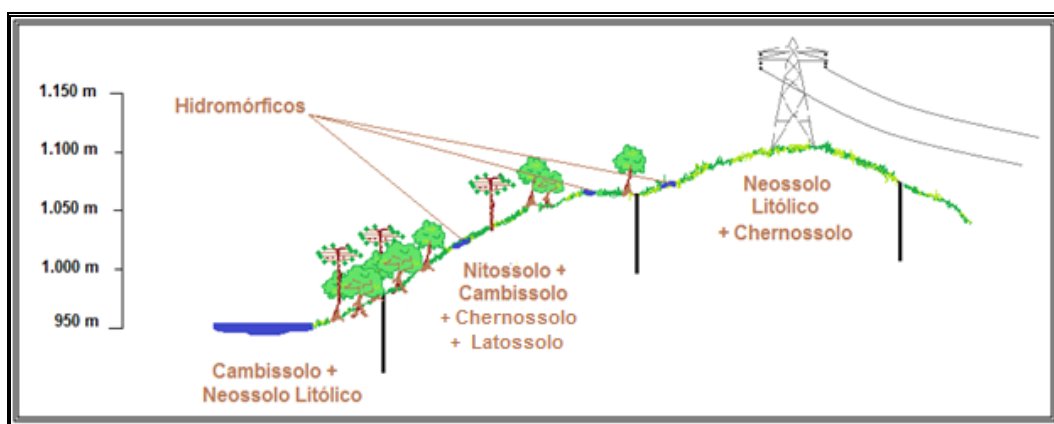 1.150 m
1.100 m
1.050 m
1.000 m
950 m
Hidromórficos
Neossolo
Litólico
+ Chernossolo
Nitossolo +
Cambissolo
+ Chernossolo
+ Latossolo
Cambissolo +
Neossolo Litólico